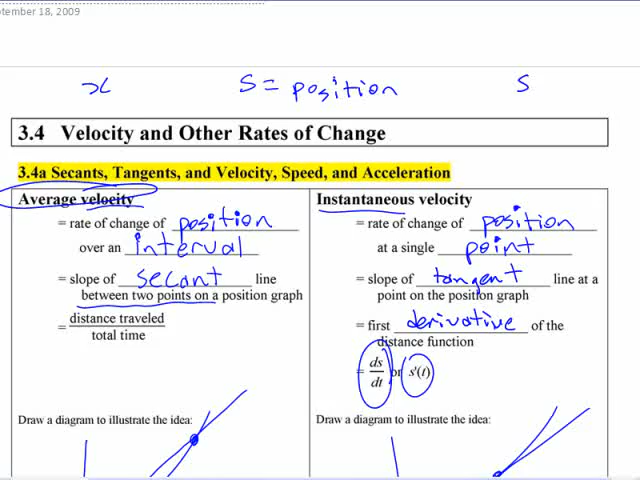 ptember 18, 2009
x S = position S
3.4 Velocity and Other Rates of Change
3.4a Secants, Tangents, and Velocity, Speed, and Acceleration
Average velocity
= rate of change of position
over an interval
= slope of secant line
between two points on a position graph
= distance traveled
total time
Draw a diagram to illustrate the idea:
Instantaneous velocity
= rate of change of position
at a single point
= slope of tangent line at a
point on the position graph
= first derivative of the
distance function
= ds/dt or s'(t)
Draw a diagram to illustrate the idea: